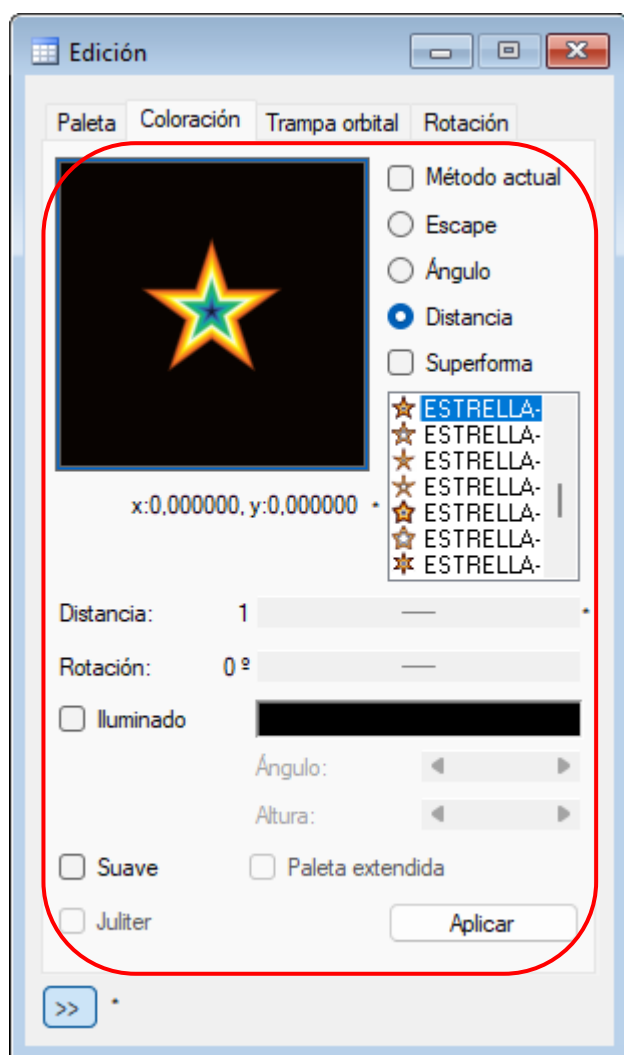 Edición
Paleta Coloración Trampa orbital Rotación
Método actual
Escape
Ángulo
Distancia
Superforma
ESTRELLA-
ESTRELLA-
ESTRELLA-
ESTRELLA-
ESTRELLA-
ESTRELLA-
ESTRELLA-
x:0,000000, y:0,000000 *
Distancia: 1 *
Rotación: 0 º
Iluminado
Ángulo:
Altura:
Suave Paleta extendida
Juliter Aplicar
>> *